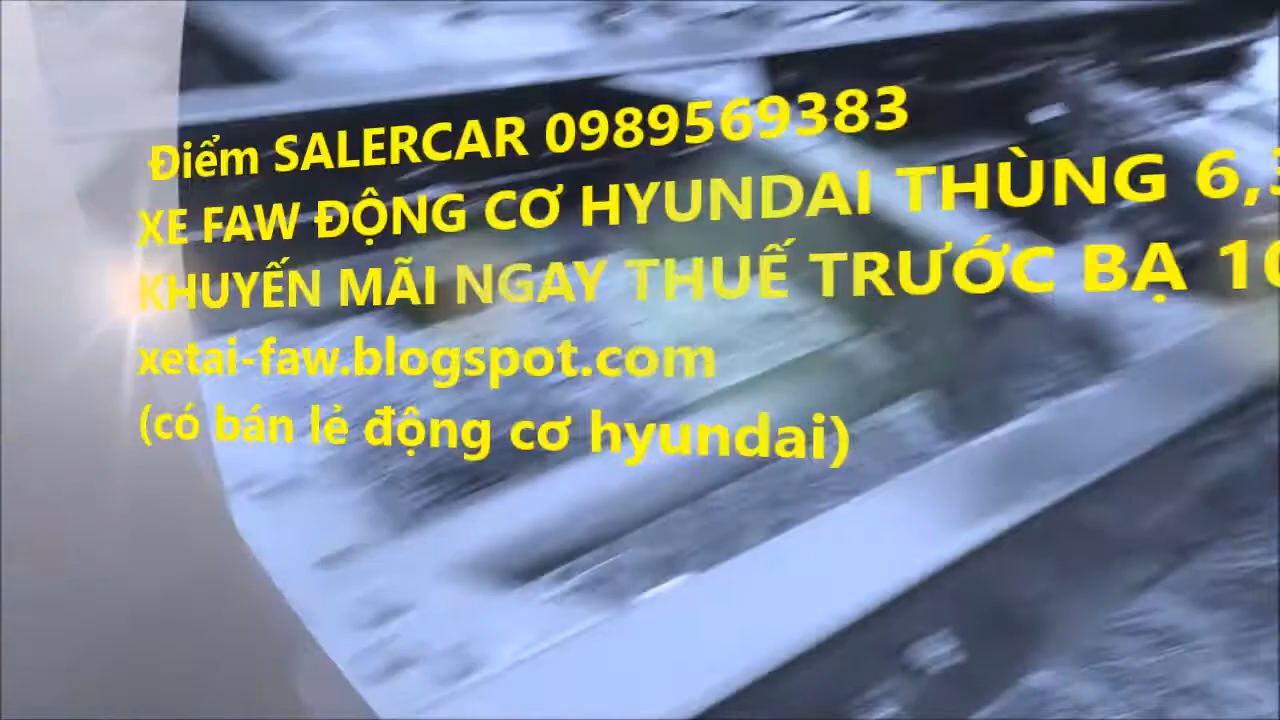 Điểm SALERCAR 0989569383
XE FAW ĐỘNG CƠ HYUNDAI THÙNG 6,
KHUYẾN MÃI NGAY THUẾ TRƯỚC BẠ 10
xetai-faw.blogspot.com
(có bán lẻ động cơ hyundai)